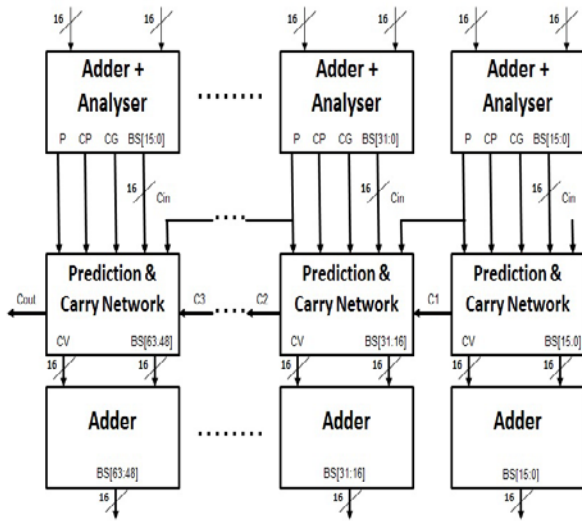 16 16 16 16 16 16
Adder + Analyser Adder + Analyser Adder + Analyser
P CP CG BS[15:0] P CP CG BS[31:0] P CP CG BS[15:0]
16 Cin 16 Cin 16 Cin
Prediction & Carry Network Prediction & Carry Network Prediction & Carry Network
Cout C3 C2 C1
CV BS[63.48] CV BS[31.16] CV BS[15.0]
16 16 16 16 16 16
Adder Adder Adder
BS[63:48] BS[31:16] BS[15:0]
16 16 16